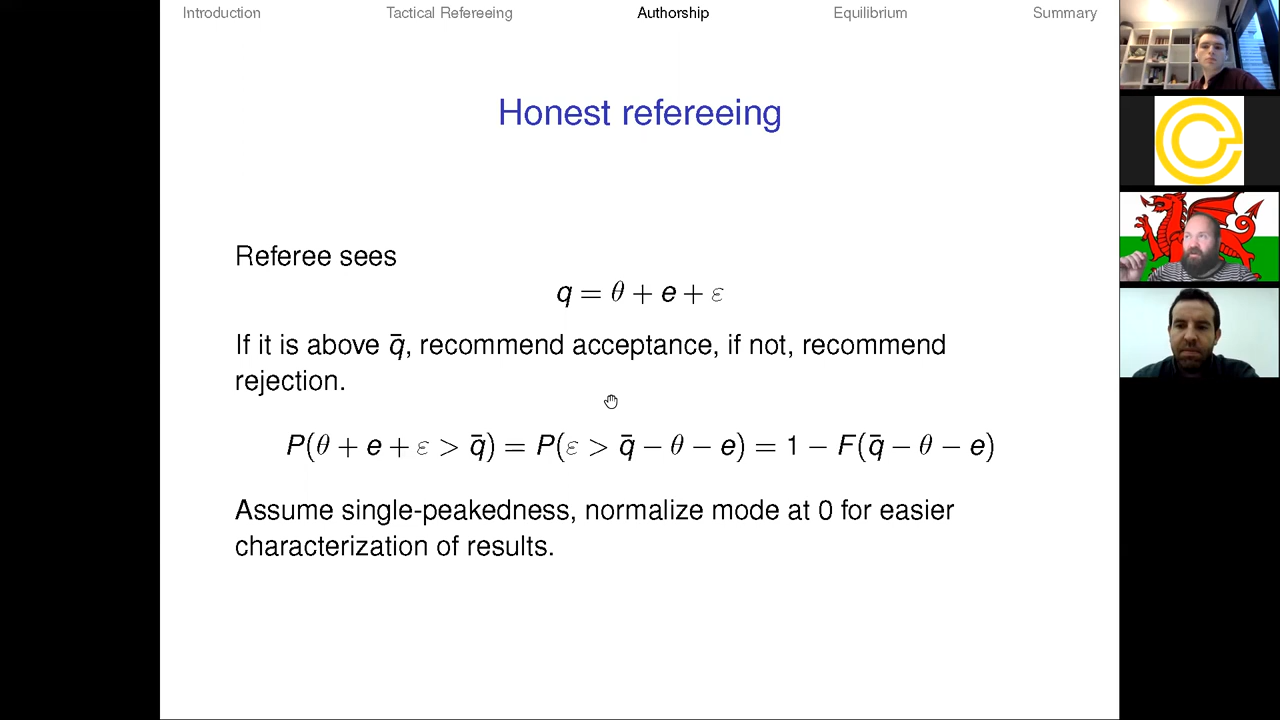 Introduction Tactical Refereeing Authorship Equilibrium Summary
Honest refereeing
Referee sees
q = θ + e + ε
If it is above q̄, recommend acceptance, if not, recommend
rejection.
P(θ + e + ε > q̄) = P(ε > q̄ − θ − e) = 1 − F(q̄ − θ − e)
Assume single-peakedness, normalize mode at 0 for easier
characterization of results.